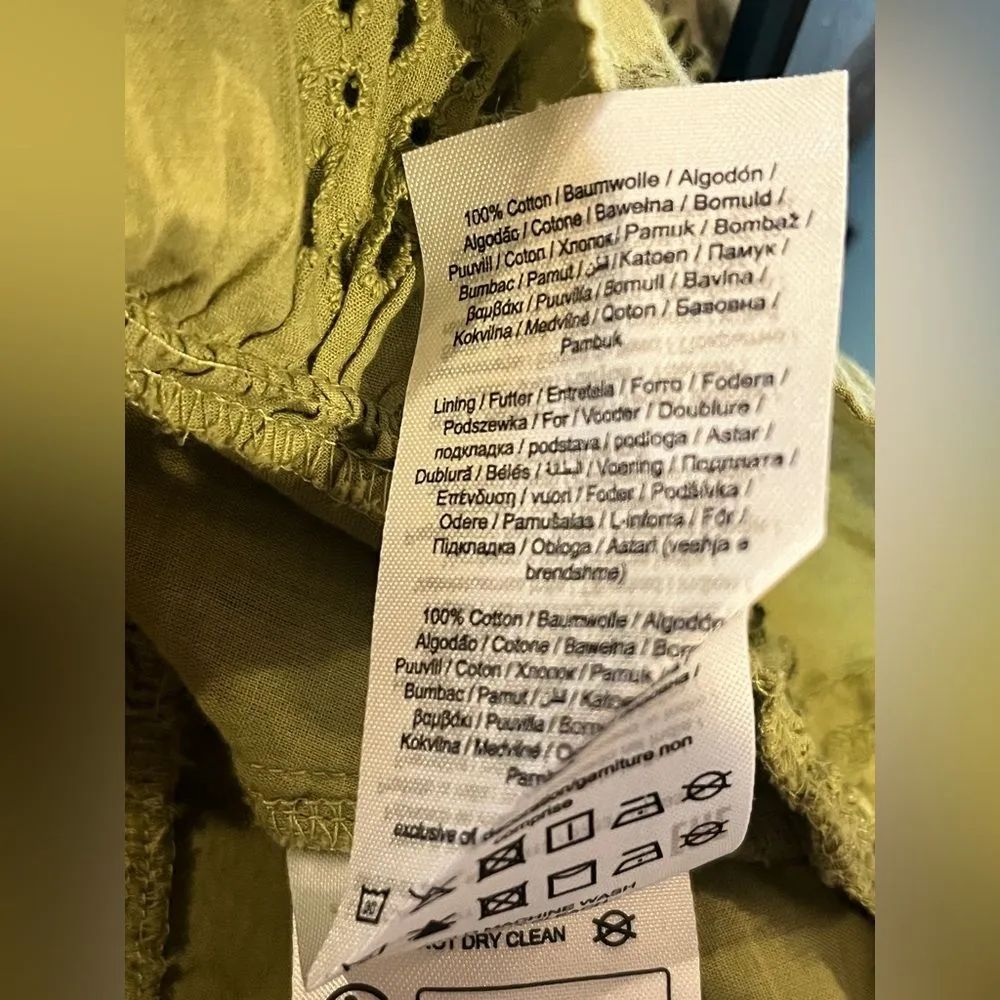 100% Cotton / Baumwolle / Algodón /
Algodão / Cotone / Bawełna / Bomuld /
Puuvill / Coton / Хлопок / Pamuk / Bombaž /
Bumbac / Pamut / قطن / Katoen / Памук /
βαμβάκι / Puuvilla / Bomull / Bavlna /
Kokvilna / Medvilnė / Qoton / Бавовна /
Pambuk
Lining / Futter / Entretela / Forro / Fodera /
Podszewka / For / Vooder / Doublure /
подкладка / podstava / podloga / Astar /
Dublură / Bélés / البطانة / Voering / Подплата /
Επένδυση / vuori / Foder / Podšívka /
Odere / Pamušalas / L-inforra / Fór /
Підкладка / Obloga / Astari (veshja e
brendshme)
100% Cotton / Baumwolle / Algodón
Algodão / Cotone / Bawełna /
Puuvill / Coton / Хлопок / Pamuk
Bumbac / Pamut / قطن /
βαμβάκι / Puuvilla /
Kokvilna / Medvilnė /
exclusive of
garniture non
30
MACHINE WASH
DRY CLEAN